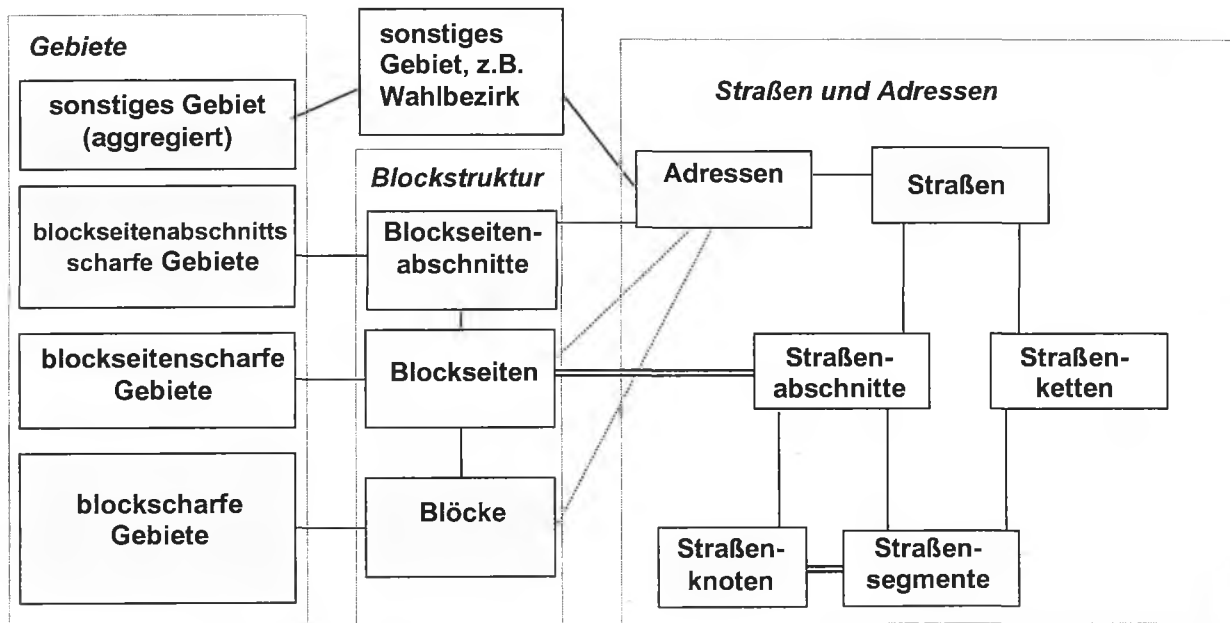 Gebiete
sonstiges Gebiet
(aggregiert)
blockseitenabschnitts
scharfe Gebiete
blockseitenscharfe
Gebiete
blockscharfe
Gebiete
sonstiges
Gebiet, z.B.
Wahlbezirk
Blockstruktur
Blockseiten-
abschnitte
Blockseiten
Blöcke
Straßen und Adressen
Adressen
Straßen
Straßen-
abschnitte
Straßen-
ketten
Straßen-
knoten
Straßen-
segmente